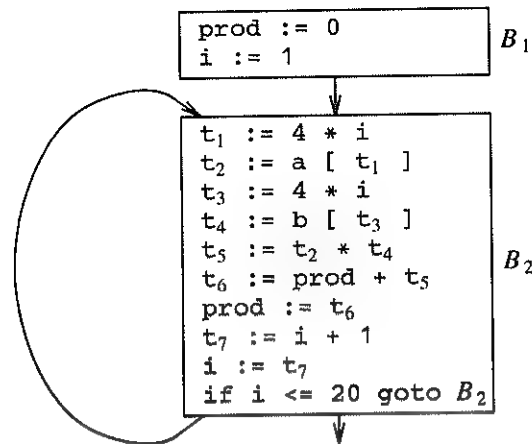 prod := 0
i := 1
B₁
t₁ := 4 * i
t₂ := a [ t₁ ]
t₃ := 4 * i
t₄ := b [ t₃ ]
t₅ := t₂ * t₄
t₆ := prod + t₅
prod := t₆
t₇ := i + 1
i := t₇
if i <= 20 goto B₂
B₂